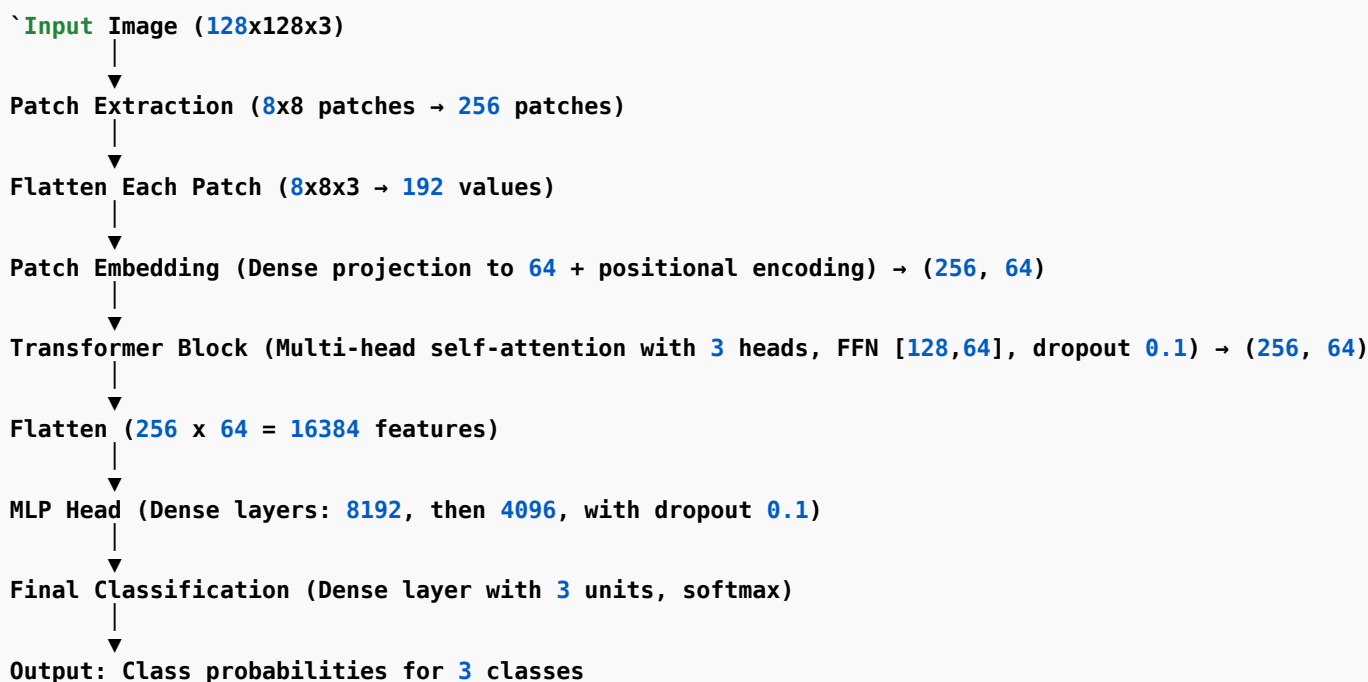 `Input Image (128x128x3)
│
▼
Patch Extraction (8x8 patches → 256 patches)
│
▼
Flatten Each Patch (8x8x3 → 192 values)
│
▼
Patch Embedding (Dense projection to 64 + positional encoding) → (256, 64)
│
▼
Transformer Block (Multi-head self-attention with 3 heads, FFN [128,64], dropout 0.1) → (256, 64)
│
▼
Flatten (256 x 64 = 16384 features)
│
▼
MLP Head (Dense layers: 8192, then 4096, with dropout 0.1)
│
▼
Final Classification (Dense layer with 3 units, softmax)
│
▼
Output: Class probabilities for 3 classes